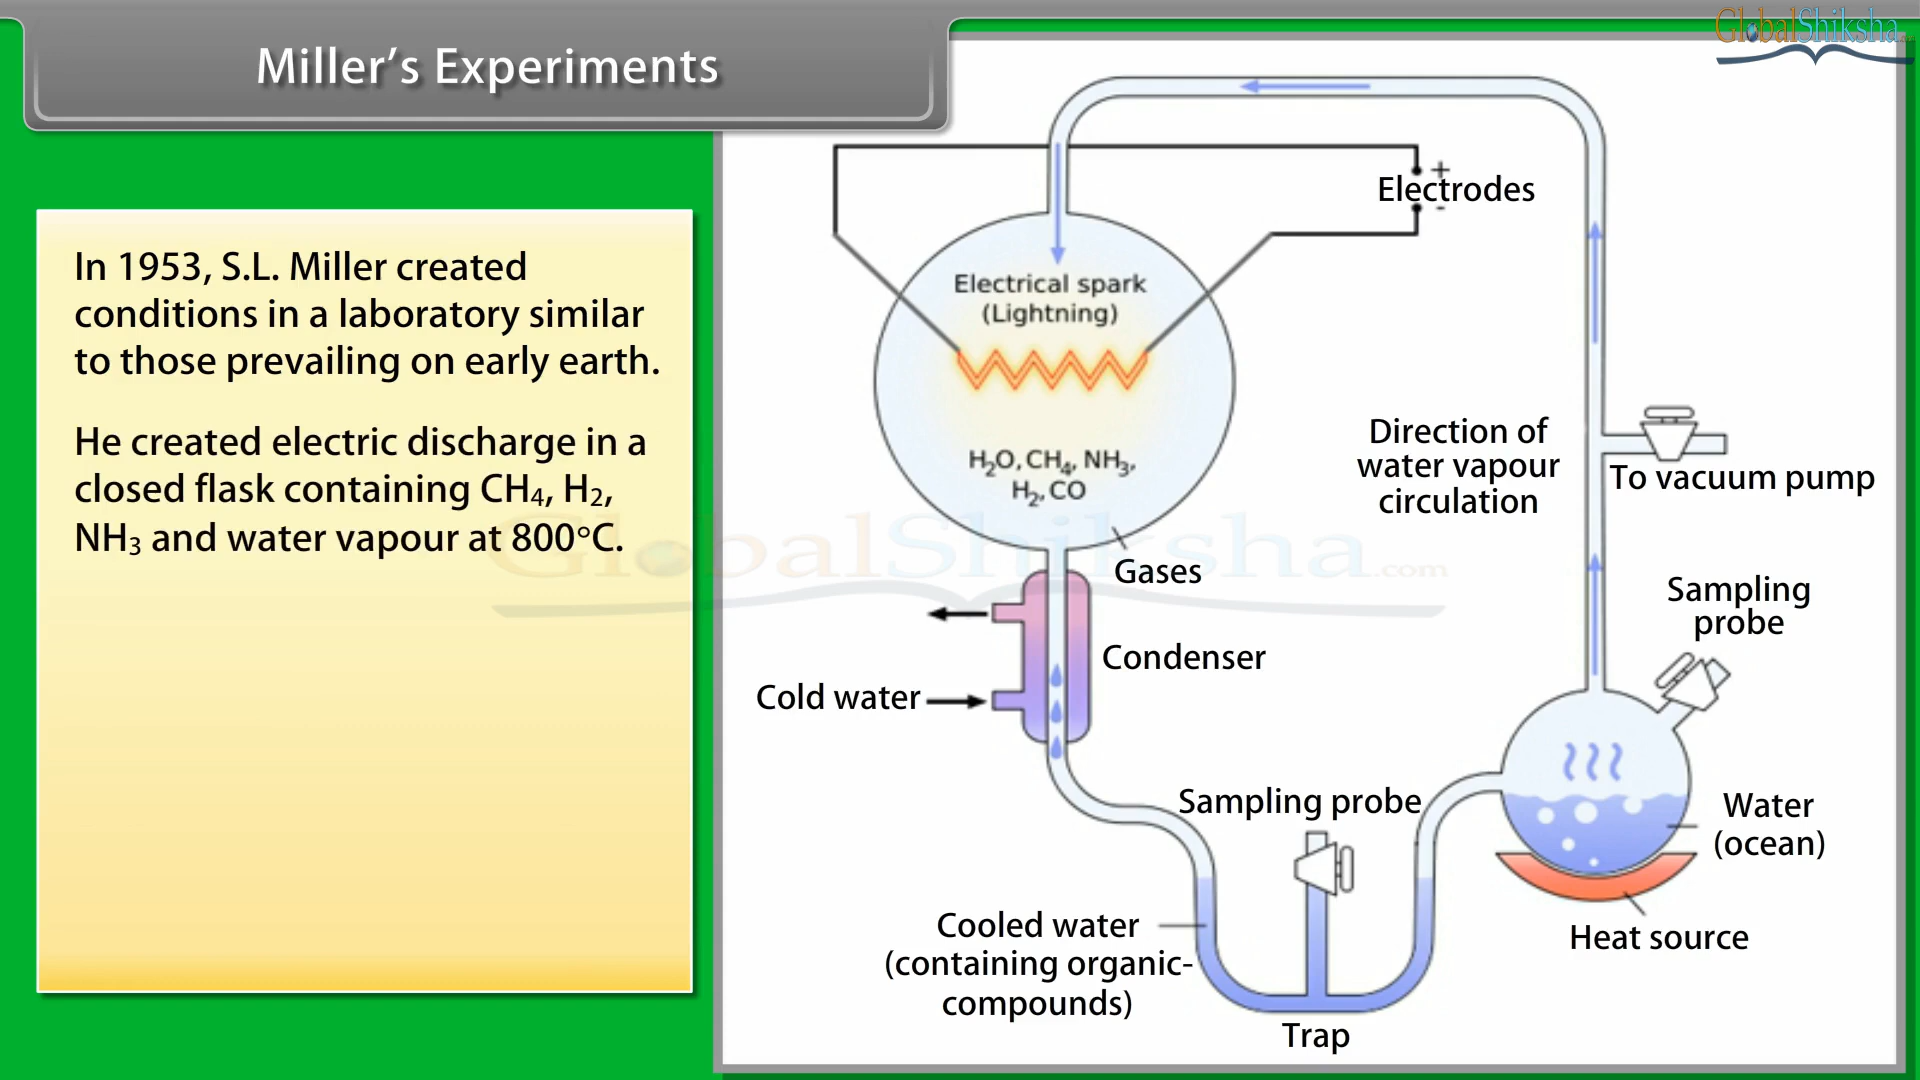 Miller's Experiments
GlobalShiksha.com
In 1953, S.L. Miller created
conditions in a laboratory similar
to those prevailing on early earth.
He created electric discharge in a
closed flask containing CH₄, H₂,
NH₃ and water vapour at 800°C.
+
Electrodes
-
Electrical spark
(Lightning)
H₂O, CH₄, NH₃,
H₂, CO
Gases
Direction of
water vapour
circulation
To vacuum pump
GlobalShiksha.com
Sampling
probe
Condenser
Cold water
Sampling probe
Water
(ocean)
Heat source
Cooled water
(containing organic-
compounds)
Trap